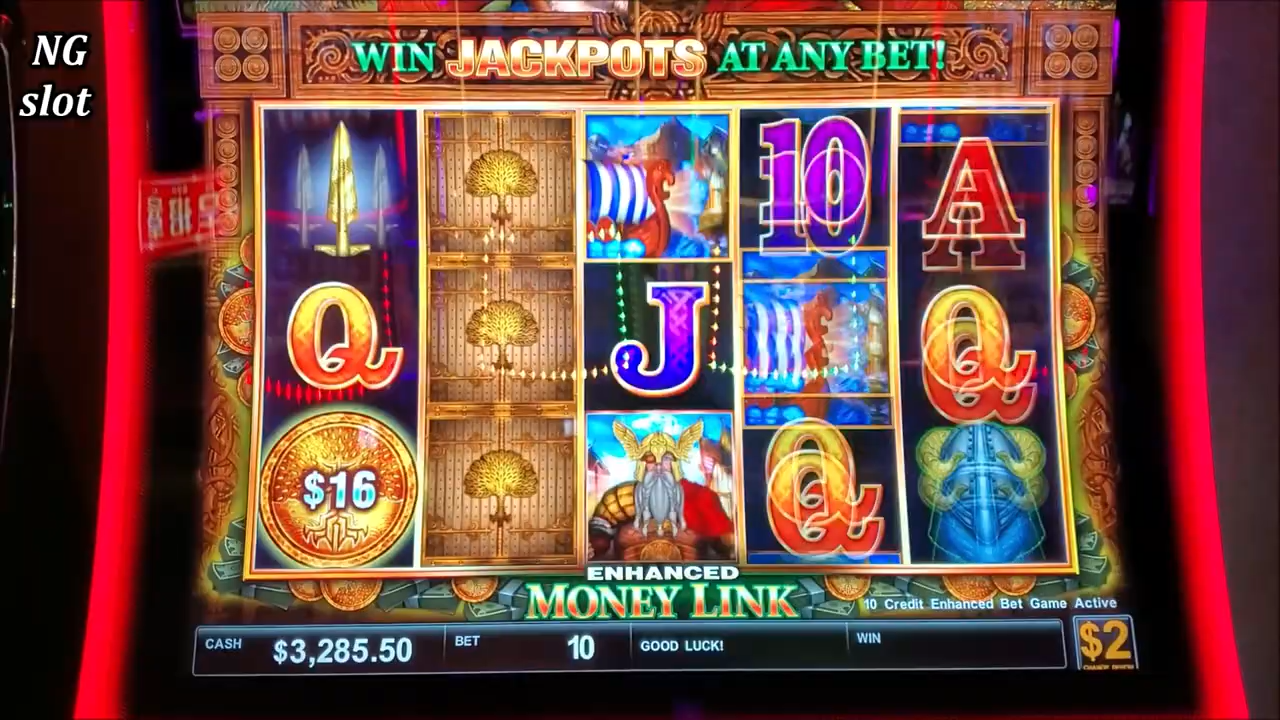 NG
slot
WIN JACKPOTS AT ANY BET!
10
A
Q
J
Q
$16
Q
ENHANCED
MONEY LINK
10 Credit Enhanced Bet Game Active
CASH $3,285.50 BET 10 GOOD LUCK! WIN
$2